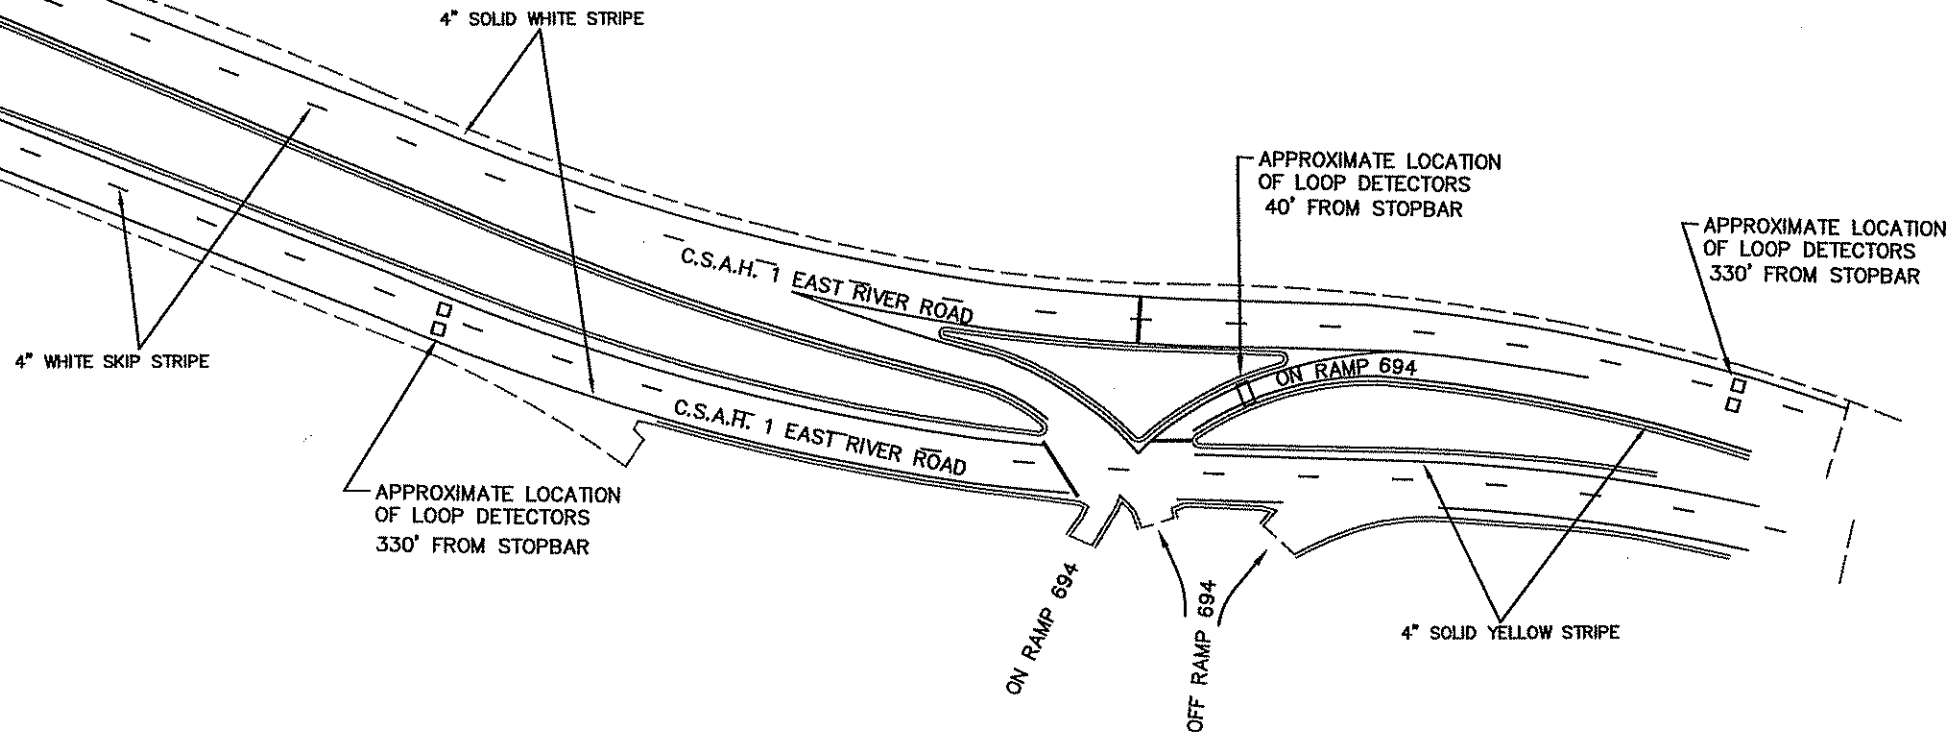 4" SOLID WHITE STRIPE
APPROXIMATE LOCATION
OF LOOP DETECTORS
40' FROM STOPBAR
APPROXIMATE LOCATION
OF LOOP DETECTORS
330' FROM STOPBAR
C.S.A.H. 1 EAST RIVER ROAD
4" WHITE SKIP STRIPE
ON RAMP 694
C.S.A.H. 1 EAST RIVER ROAD
APPROXIMATE LOCATION
OF LOOP DETECTORS
330' FROM STOPBAR
ON RAMP 694
OFF RAMP 694
4" SOLID YELLOW STRIPE